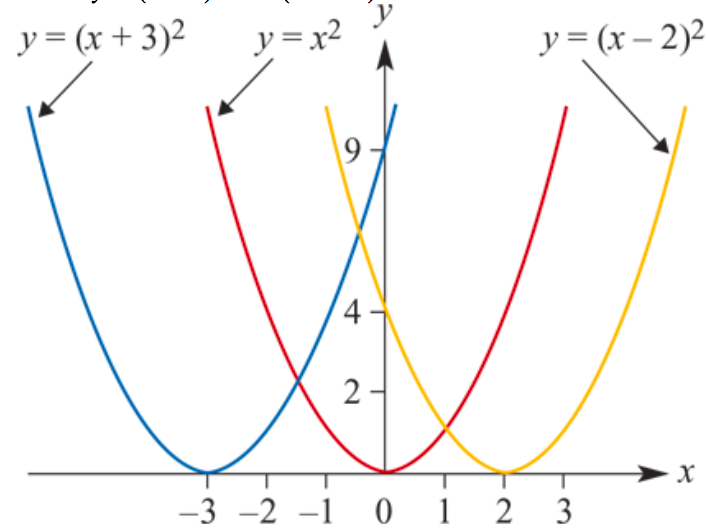 y = (x + 3)²
y = x²
y
y = (x – 2)²
9
4
2
x
–3 –2 –1 0 1 2 3